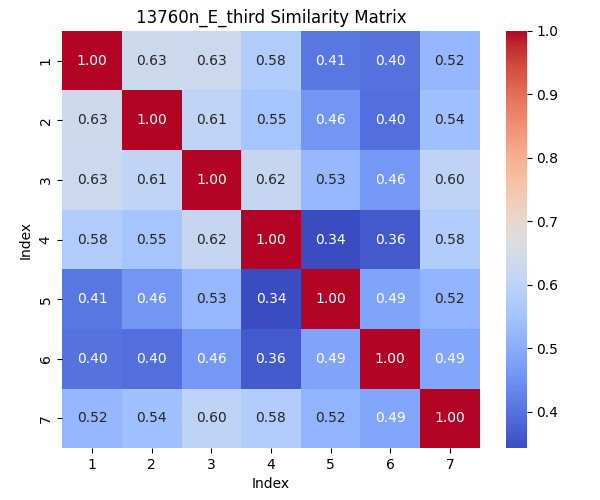 13760n_E_third Similarity Matrix
1 1.00 0.63 0.63 0.58 0.41 0.40 0.52
2 0.63 1.00 0.61 0.55 0.46 0.40 0.54
3 0.63 0.61 1.00 0.62 0.53 0.46 0.60
4 0.58 0.55 0.62 1.00 0.34 0.36 0.58
5 0.41 0.46 0.53 0.34 1.00 0.49 0.52
6 0.40 0.40 0.46 0.36 0.49 1.00 0.49
7 0.52 0.54 0.60 0.58 0.52 0.49 1.00
1 2 3 4 5 6 7
Index
Index
1.0
0.9
0.8
0.7
0.6
0.5
0.4